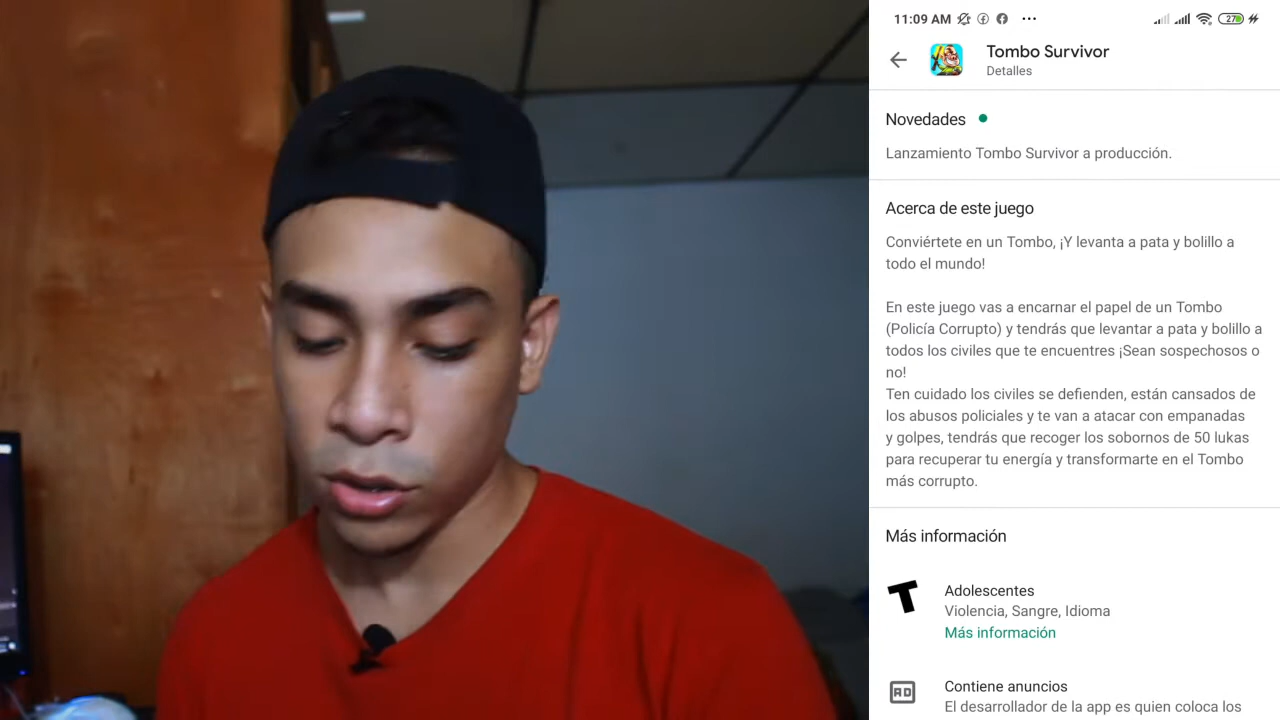 11:09 AM
27
Tombo Survivor
Detalles
Novedades
Lanzamiento Tombo Survivor a producción.
Acerca de este juego
Conviértete en un Tombo, ¡Y levanta a pata y bolillo a
todo el mundo!
En este juego vas a encarnar el papel de un Tombo
(Policía Corrupto) y tendrás que levantar a pata y bolillo a
todos los civiles que te encuentres ¡Sean sospechosos o
no!
Ten cuidado los civiles se defienden, están cansados de
los abusos policiales y te van a atacar con empanadas
y golpes, tendrás que recoger los sobornos de 50 lukas
para recuperar tu energía y transformarte en el Tombo
más corrupto.
Más información
T
Adolescentes
Violencia, Sangre, Idioma
Más información
AD
Contiene anuncios
El desarrollador de la app es quien coloca los